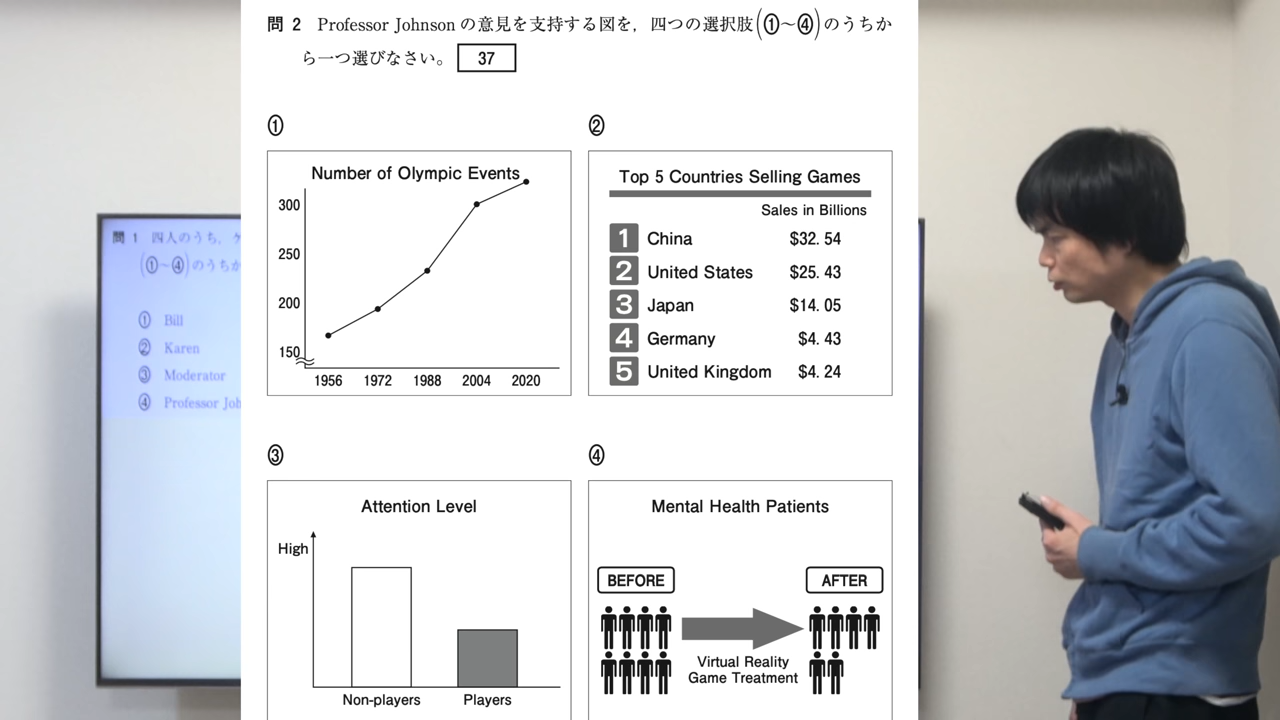 問 2 Professor Johnson の意見を支持する図を，四つの選択肢(①～④)のうちか
ら一つ選びなさい。 37
①
Number of Olympic Events
300
250
200
150
1956 1972 1988 2004 2020
②
Top 5 Countries Selling Games
Sales in Billions
1 China $32.54
2 United States $25.43
3 Japan $14.05
4 Germany $4.43
5 United Kingdom $4.24
③
Attention Level
High
Non-players Players
④
Mental Health Patients
BEFORE AFTER
Virtual Reality
Game Treatment
問 1 四人のうち，
(①～④)のうちか
① Bill
② Karen
③ Moderator
④ Professor Joh